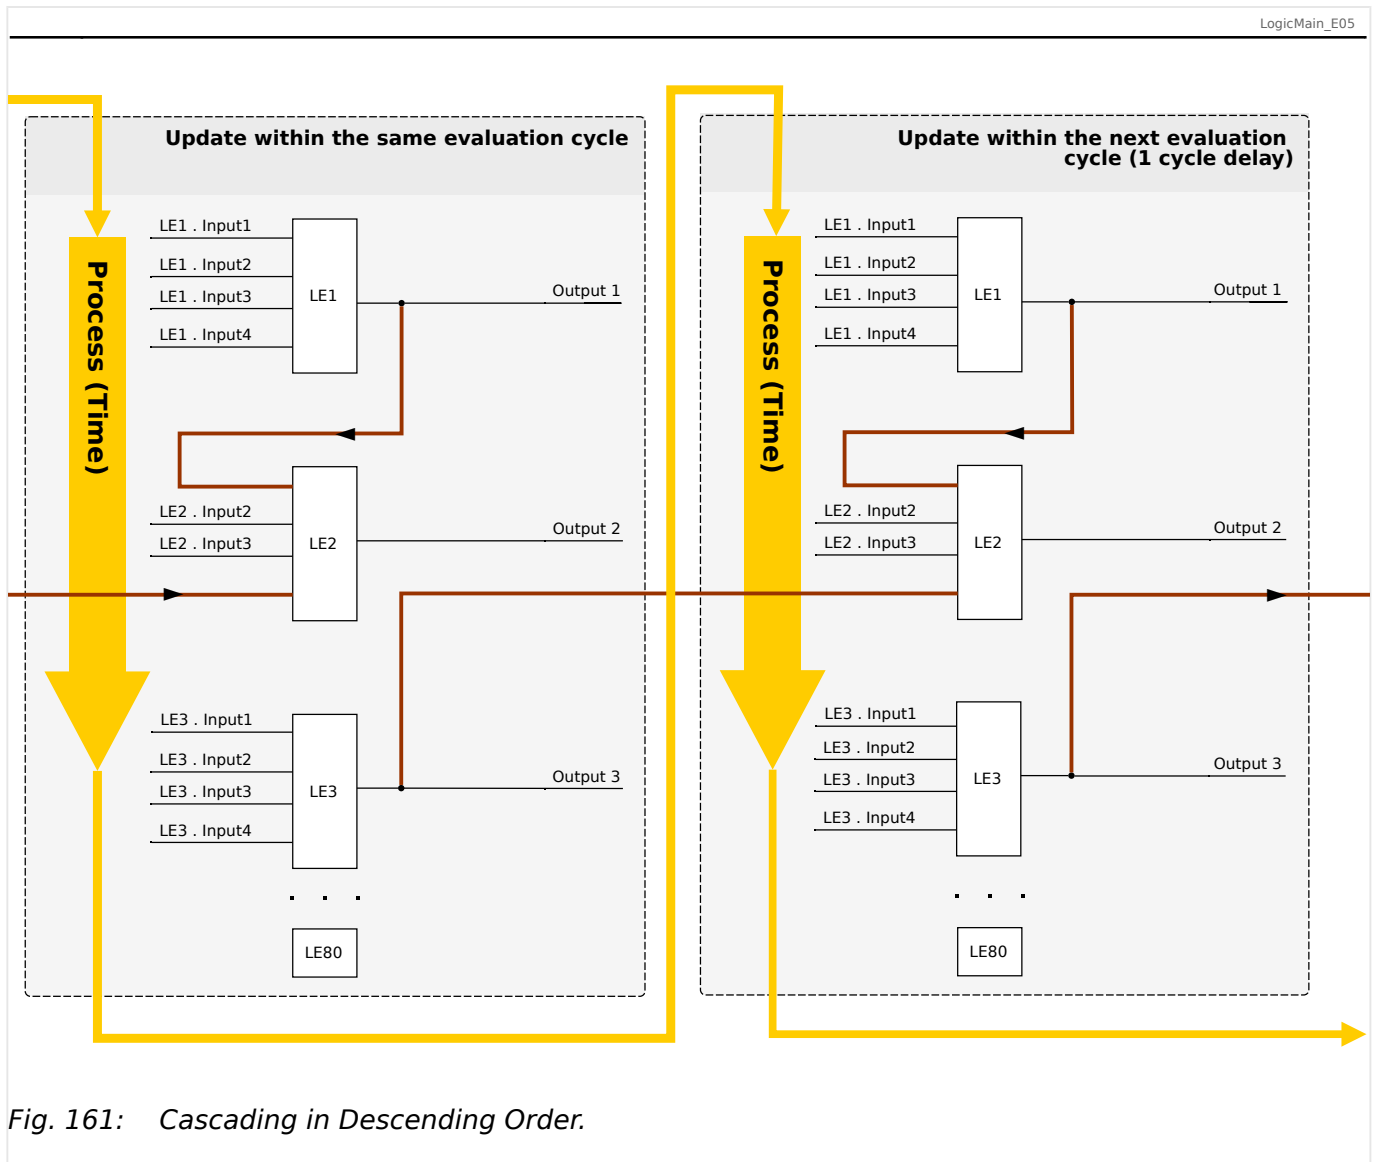 LogicMain_E05
Update within the same evaluation cycle
Process (Time)
LE1 . Input1
LE1 . Input2
LE1 . Input3
LE1 . Input4
LE1
Output 1
LE2 . Input2
LE2 . Input3
LE2
Output 2
LE3 . Input1
LE3 . Input2
LE3 . Input3
LE3 . Input4
LE3
Output 3
. . .
LE80
Update within the next evaluation
cycle (1 cycle delay)
Process (Time)
LE1 . Input1
LE1 . Input2
LE1 . Input3
LE1 . Input4
LE1
Output 1
LE2 . Input2
LE2 . Input3
LE2
Output 2
LE3 . Input1
LE3 . Input2
LE3 . Input3
LE3 . Input4
LE3
Output 3
. . .
LE80
Fig. 161: Cascading in Descending Order.